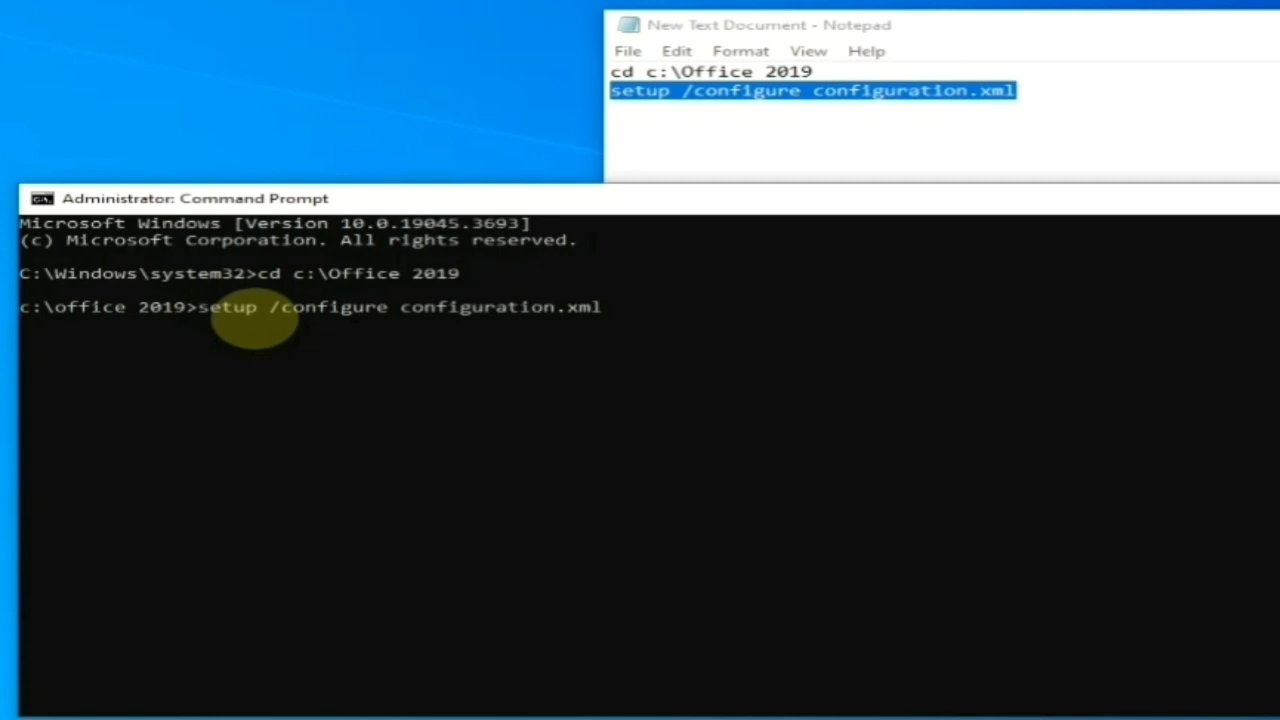 New Text Document - Notepad
File Edit Format View Help
cd c:\Office 2019
setup /configure configuration.xml
Administrator: Command Prompt
Microsoft Windows [Version 10.0.19045.3693]
(c) Microsoft Corporation. All rights reserved.
C:\Windows\system32>cd c:\Office 2019
c:\office 2019>setup /configure configuration.xml